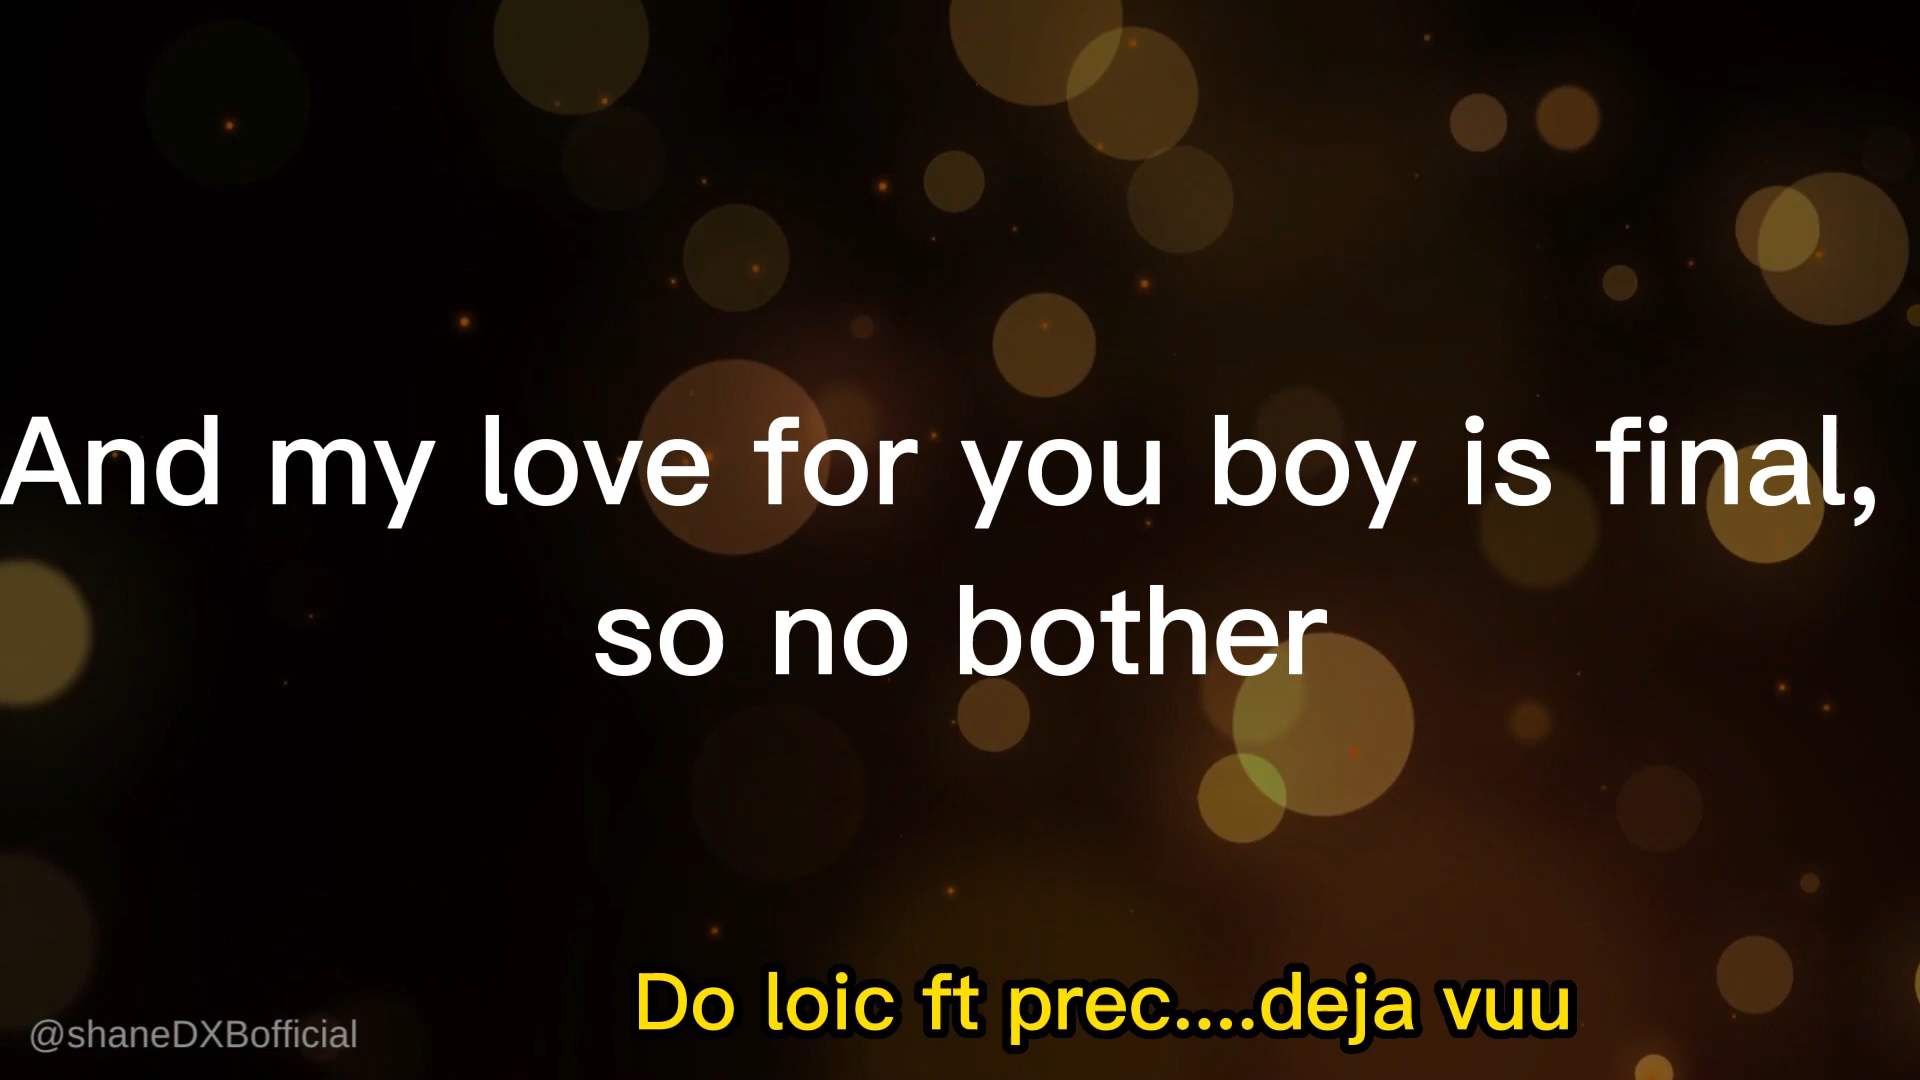 And my love for you boy is final,
so no bother
Do loic ft prec....deja vuu
@shaneDXBofficial